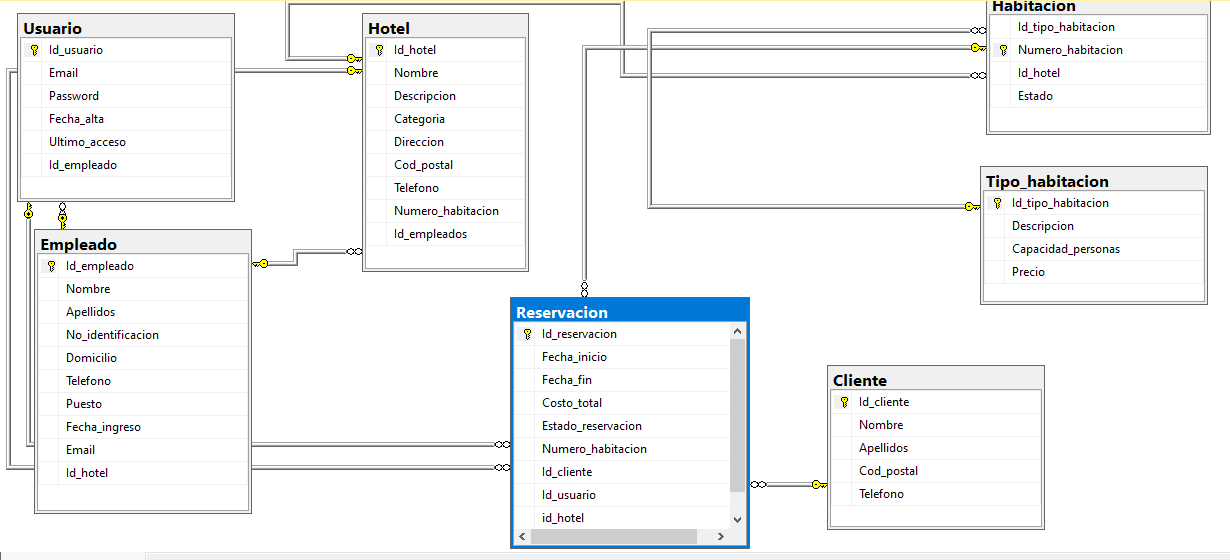 Usuario
Id_usuario
Email
Password
Fecha_alta
Ultimo_acceso
Id_empleado
Hotel
Id_hotel
Nombre
Descripcion
Categoria
Direccion
Cod_postal
Telefono
Numero_habitacion
Id_empleados
Habitacion
Id_tipo_habitacion
Numero_habitacion
Id_hotel
Estado
Tipo_habitacion
Id_tipo_habitacion
Descripcion
Capacidad_personas
Precio
Empleado
Id_empleado
Nombre
Apellidos
No_identificacion
Domicilio
Telefono
Puesto
Fecha_ingreso
Email
Id_hotel
Reservacion
Id_reservacion
Fecha_inicio
Fecha_fin
Costo_total
Estado_reservacion
Numero_habitacion
Id_cliente
Id_usuario
id_hotel
Cliente
Id_cliente
Nombre
Apellidos
Cod_postal
Telefono